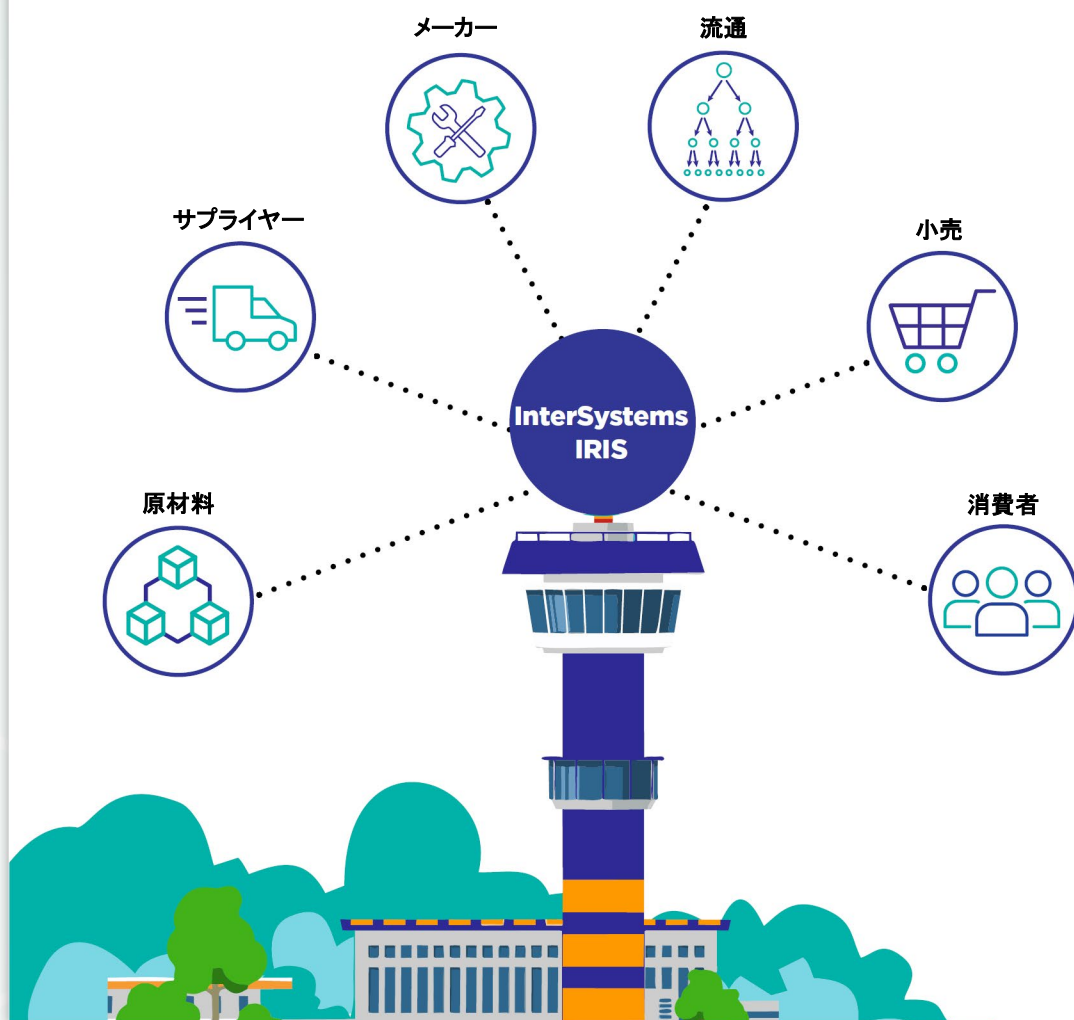 メーカー
流通
サプライヤー
小売
InterSystems
IRIS
原材料
消費者